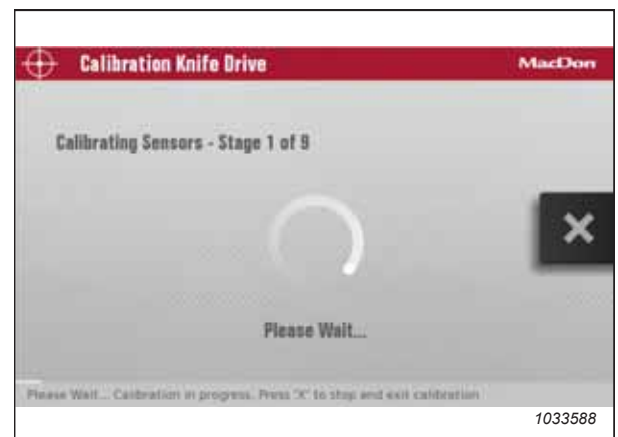 Calibration Knife Drive
MacDon
Calibrating Sensors - Stage 1 of 9
Please Wait...
Please Wait... Calibration in progress. Press "X" to stop and exit calibration
1033588